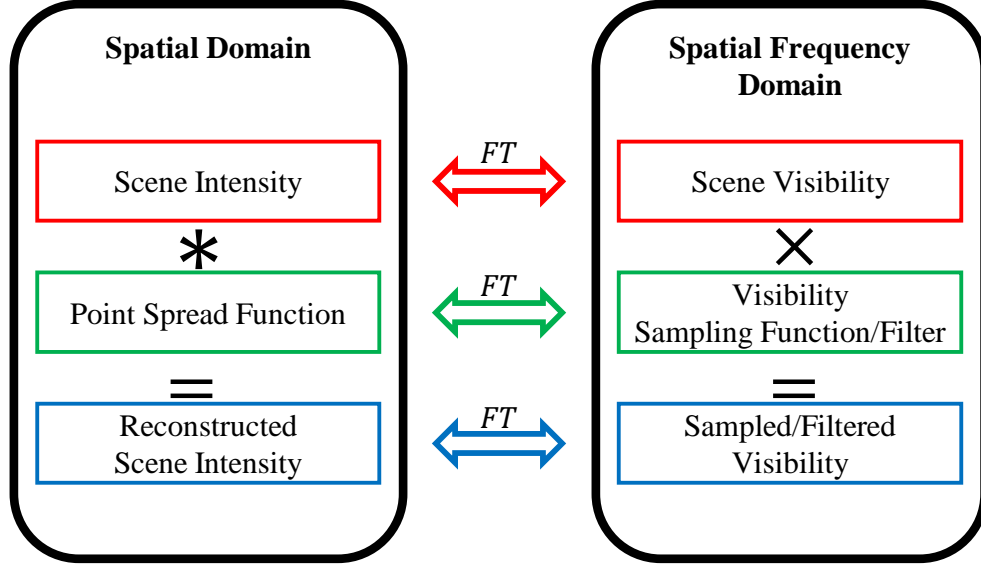 Spatial Domain
Spatial Frequency
Domain
Scene Intensity
FT
Scene Visibility
*
×
Point Spread Function
FT
Visibility
Sampling Function/Filter
=
=
Reconstructed
Scene Intensity
FT
Sampled/Filtered
Visibility